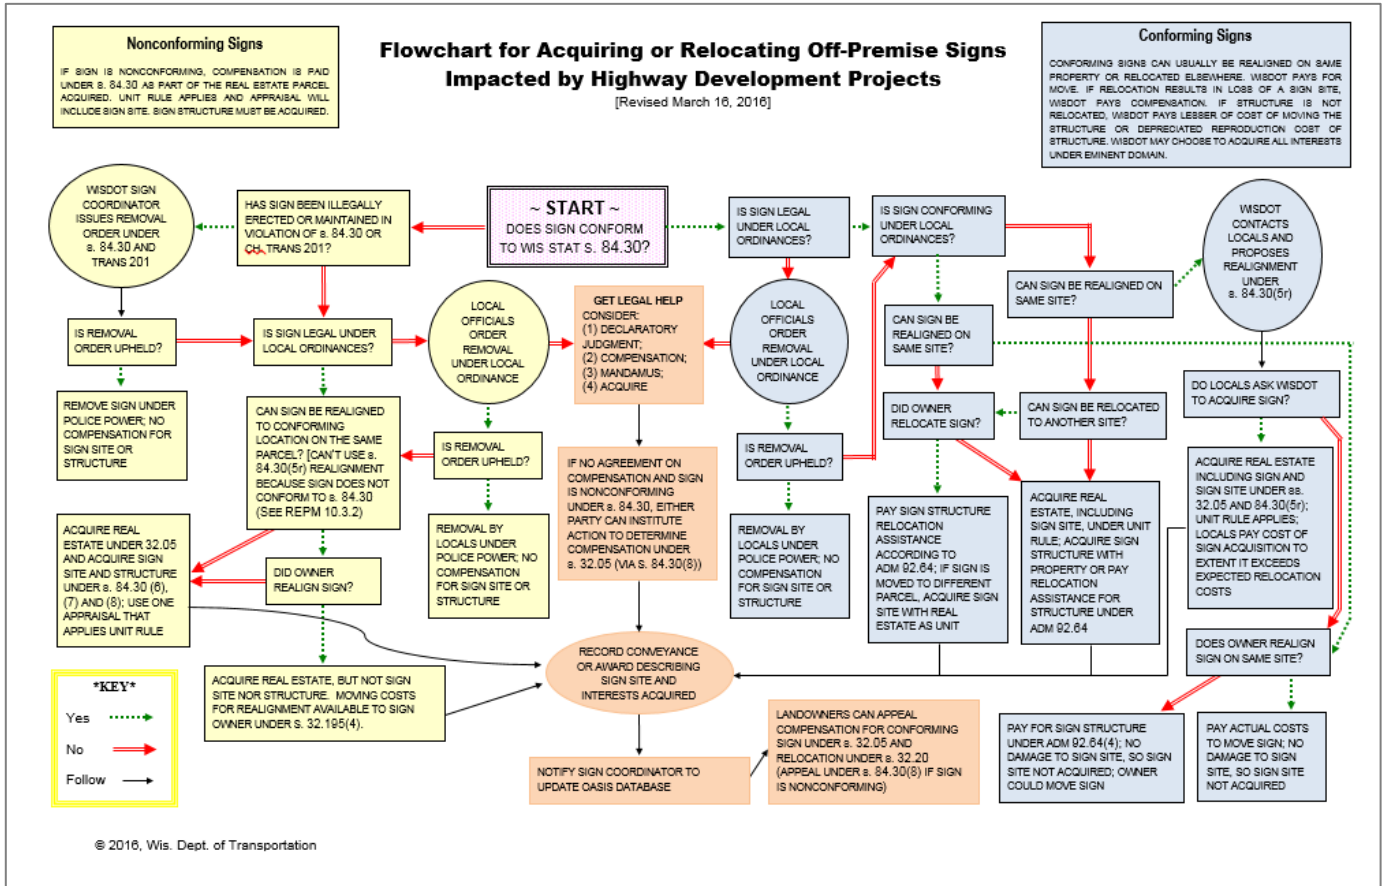 Nonconforming Signs
IF SIGN IS NONCONFORMING, COMPENSATION IS PAID
UNDER s. 84.30 AS PART OF THE REAL ESTATE PARCEL
ACQUIRED. UNIT RULE APPLIES AND APPRAISAL WILL
INCLUDE SIGN SITE. SIGN STRUCTURE MUST BE ACQUIRED.
Flowchart for Acquiring or Relocating Off-Premise Signs
Impacted by Highway Development Projects
[Revised March 16, 2016]
Conforming Signs
CONFORMING SIGNS CAN USUALLY BE REALIGNED ON SAME
PROPERTY OR RELOCATED ELSEWHERE. WISDOT PAYS FOR
MOVE. IF RELOCATION RESULTS IN LOSS OF A SIGN SITE,
WISDOT PAYS COMPENSATION. IF STRUCTURE IS NOT
RELOCATED, WISDOT PAYS LESSER OF COST OF MOVING THE
STRUCTURE OR DEPRECIATED REPRODUCTION COST OF
STRUCTURE. WISDOT MAY CHOOSE TO ACQUIRE ALL INTERESTS
UNDER EMINENT DOMAIN.
WISDOT SIGN
COORDINATOR
ISSUES REMOVAL
ORDER UNDER
s. 84.30 AND
TRANS 201
HAS SIGN BEEN ILLEGALLY
ERECTED OR MAINTAINED IN
VIOLATION OF s. 84.30 OR
CH. TRANS 201?
~ START ~
DOES SIGN CONFORM
TO WIS STAT S. 84.30?
IS SIGN LEGAL
UNDER LOCAL
ORDINANCES?
IS SIGN CONFORMING
UNDER LOCAL
ORDINANCES?
WISDOT
CONTACTS
LOCALS AND
PROPOSES
REALIGNMENT
UNDER
s. 84.30(5r)
CAN SIGN BE REALIGNED ON
SAME SITE?
IS REMOVAL
ORDER UPHELD?
IS SIGN LEGAL UNDER
LOCAL ORDINANCES?
LOCAL
OFFICIALS
ORDER
REMOVAL
UNDER LOCAL
ORDINANCE
GET LEGAL HELP
CONSIDER:
(1) DECLARATORY
JUDGMENT;
(2) COMPENSATION;
(3) MANDAMUS;
(4) ACQUIRE
LOCAL
OFFICIALS
ORDER
REMOVAL
UNDER LOCAL
ORDINANCE
CAN SIGN BE
REALIGNED ON
SAME SITE?
REMOVE SIGN UNDER
POLICE POWER; NO
COMPENSATION FOR
SIGN SITE OR
STRUCTURE
CAN SIGN BE REALIGNED
TO CONFORMING
LOCATION ON THE SAME
PARCEL? [CAN'T USE s.
84.30(5r) REALIGNMENT
BECAUSE SIGN DOES NOT
CONFORM TO s. 84.30
(SEE REPM 10.3.2)
IS REMOVAL
ORDER UPHELD?
IS REMOVAL
ORDER UPHELD?
DID OWNER
RELOCATE SIGN?
CAN SIGN BE RELOCATED
TO ANOTHER SITE?
DO LOCALS ASK WISDOT
TO ACQUIRE SIGN?
IF NO AGREEMENT ON
COMPENSATION AND SIGN
IS NONCONFORMING
UNDER s. 84.30, EITHER
PARTY CAN INSTITUTE
ACTION TO DETERMINE
COMPENSATION UNDER
s. 32.05 (VIA S. 84.30(8))
ACQUIRE REAL ESTATE
INCLUDING SIGN AND
SIGN SITE UNDER ss.
32.05 AND 84.30(5r);
UNIT RULE APPLIES;
LOCALS PAY COST OF
SIGN ACQUISITION TO
EXTENT IT EXCEEDS
EXPECTED RELOCATION
COSTS
ACQUIRE REAL
ESTATE UNDER 32.05
AND ACQUIRE SIGN
SITE AND STRUCTURE
UNDER s. 84.30 (6),
(7) AND (8); USE ONE
APPRAISAL THAT
APPLIES UNIT RULE
DID OWNER
REALIGN SIGN?
REMOVAL BY
LOCALS UNDER
POLICE POWER; NO
COMPENSATION
FOR SIGN SITE OR
STRUCTURE
REMOVAL BY
LOCALS UNDER
POLICE POWER; NO
COMPENSATION
FOR SIGN SITE OR
STRUCTURE
PAY SIGN STRUCTURE
RELOCATION
ASSISTANCE
ACCORDING TO
ADM 92.64; IF SIGN IS
MOVED TO DIFFERENT
PARCEL, ACQUIRE SIGN
SITE WITH REAL
ESTATE AS UNIT
ACQUIRE REAL
ESTATE, INCLUDING
SIGN SITE, UNDER UNIT
RULE; ACQUIRE SIGN
STRUCTURE WITH
PROPERTY OR PAY
RELOCATION
ASSISTANCE FOR
STRUCTURE UNDER
ADM 92.64
DOES OWNER REALIGN
SIGN ON SAME SITE?
RECORD CONVEYANCE
OR AWARD DESCRIBING
SIGN SITE AND
INTERESTS ACQUIRED
ACQUIRE REAL ESTATE, BUT NOT SIGN
SITE NOR STRUCTURE. MOVING COSTS
FOR REALIGNMENT AVAILABLE TO SIGN
OWNER UNDER S. 32.195(4).
*KEY*
Yes
No
Follow
NOTIFY SIGN COORDINATOR TO
UPDATE OASIS DATABASE
LANDOWNERS CAN APPEAL
COMPENSATION FOR CONFORMING
SIGN UNDER s. 32.05 AND
RELOCATION UNDER s. 32.20
(APPEAL UNDER s. 84.30(8) IF SIGN
IS NONCONFORMING)
PAY FOR SIGN STRUCTURE
UNDER ADM 92.64(4); NO
DAMAGE TO SIGN SITE, SO SIGN
SITE NOT ACQUIRED; OWNER
COULD MOVE SIGN
PAY ACTUAL COSTS
TO MOVE SIGN; NO
DAMAGE TO SIGN
SITE, SO SIGN SITE
NOT ACQUIRED
© 2016, Wis. Dept. of Transportation